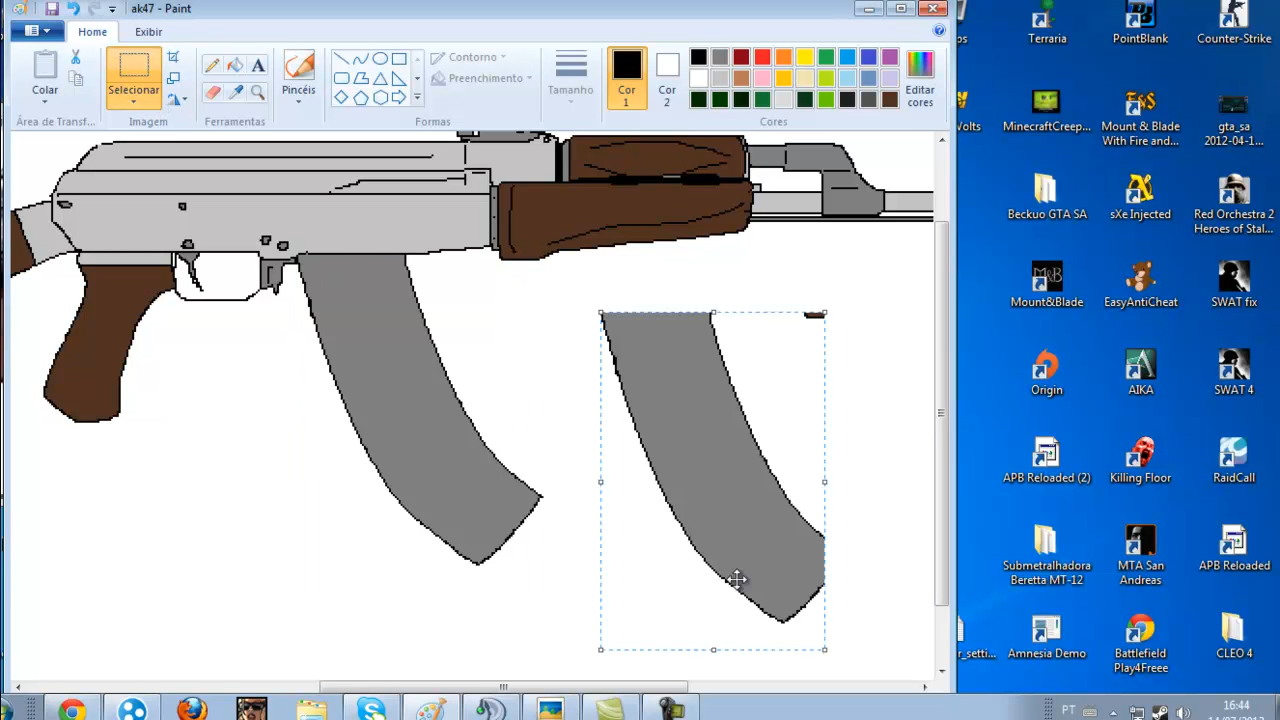 ak47 - Paint
Home Exibir
Colar
Selecionar
Pincéis
Contorno
Preenchimento
Tamanho
Cor 1
Cor 2
Editar cores
Área de Transf...
Imagem
Ferramentas
Formas
Cores
Terraria
PointBlank
Counter-Strike
MinecraftCreep...
Mount & Blade With Fire and...
gta_sa 2012-04-1...
Beckuo GTA SA
sXe Injected
Red Orchestra 2 Heroes of Stal...
Mount&Blade
EasyAntiCheat
SWAT fix
Origin
AIKA
SWAT 4
APB Reloaded (2)
Killing Floor
RaidCall
Submetralhadora Beretta MT-12
MTA San Andreas
APB Reloaded
r_setti...
Amnesia Demo
Battlefield Play4Freee
CLEO 4
PT
16:44